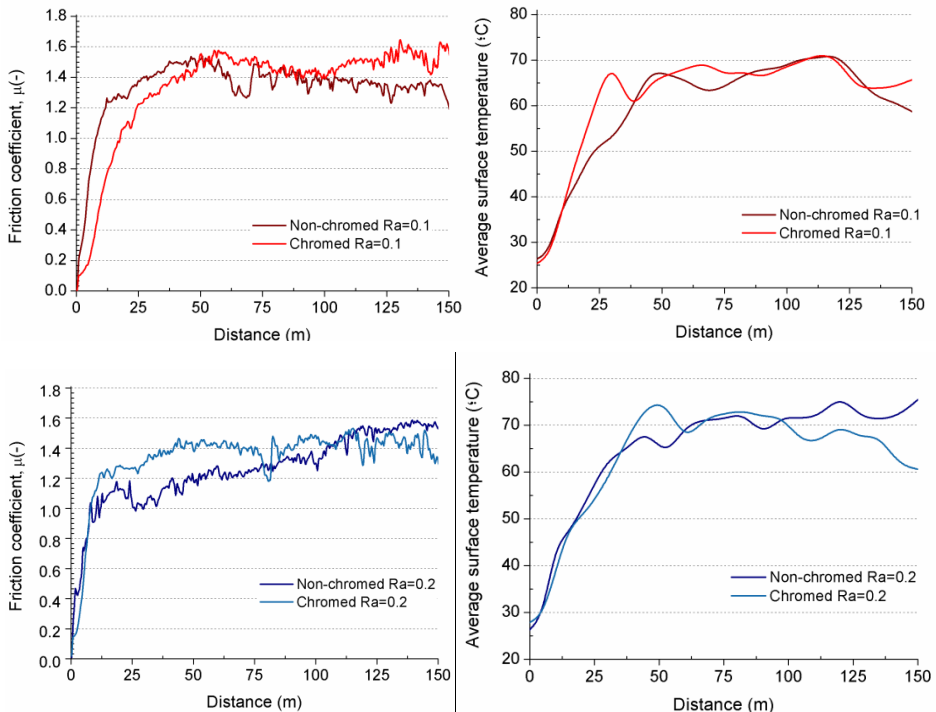 Friction coefficient, μ(-)
1.8
1.6
1.4
1.2
1.0
0.8
0.6
0.4
0.2
0.0
Non-chromed Ra=0.1
Chromed Ra=0.1
0 25 50 75 100 125 150
Distance (m)
Average surface temperature (°C)
80
70
60
50
40
30
20
Non-chromed Ra=0.1
Chromed Ra=0.1
0 25 50 75 100 125 150
Distance (m)
Friction coefficient, μ(-)
1.8
1.6
1.4
1.2
1.0
0.8
0.6
0.4
0.2
0.0
Non-chromed Ra=0.2
Chromed Ra=0.2
0 25 50 75 100 125 150
Distance (m)
Average surface temperature (°C)
80
70
60
50
40
30
20
Non-chromed Ra=0.2
Chromed Ra=0.2
0 25 50 75 100 125 150
Distance (m)